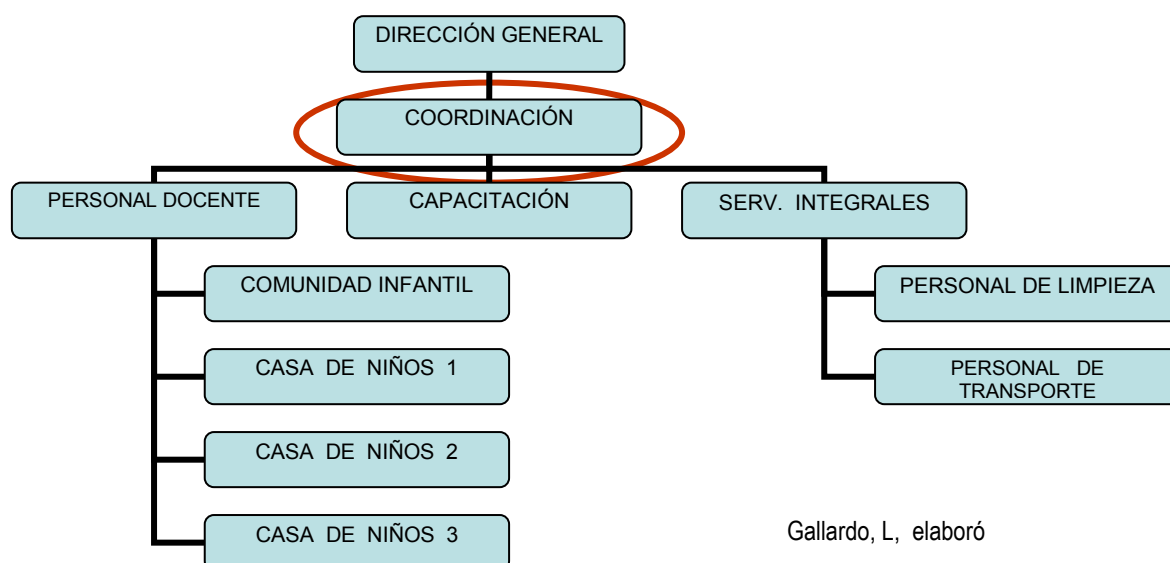 DIRECCIÓN GENERAL
COORDINACIÓN
PERSONAL DOCENTE
CAPACITACIÓN
SERV. INTEGRALES
COMUNIDAD INFANTIL
PERSONAL DE LIMPIEZA
CASA DE NIÑOS 1
PERSONAL DE
TRANSPORTE
CASA DE NIÑOS 2
CASA DE NIÑOS 3
Gallardo, L, elaboró